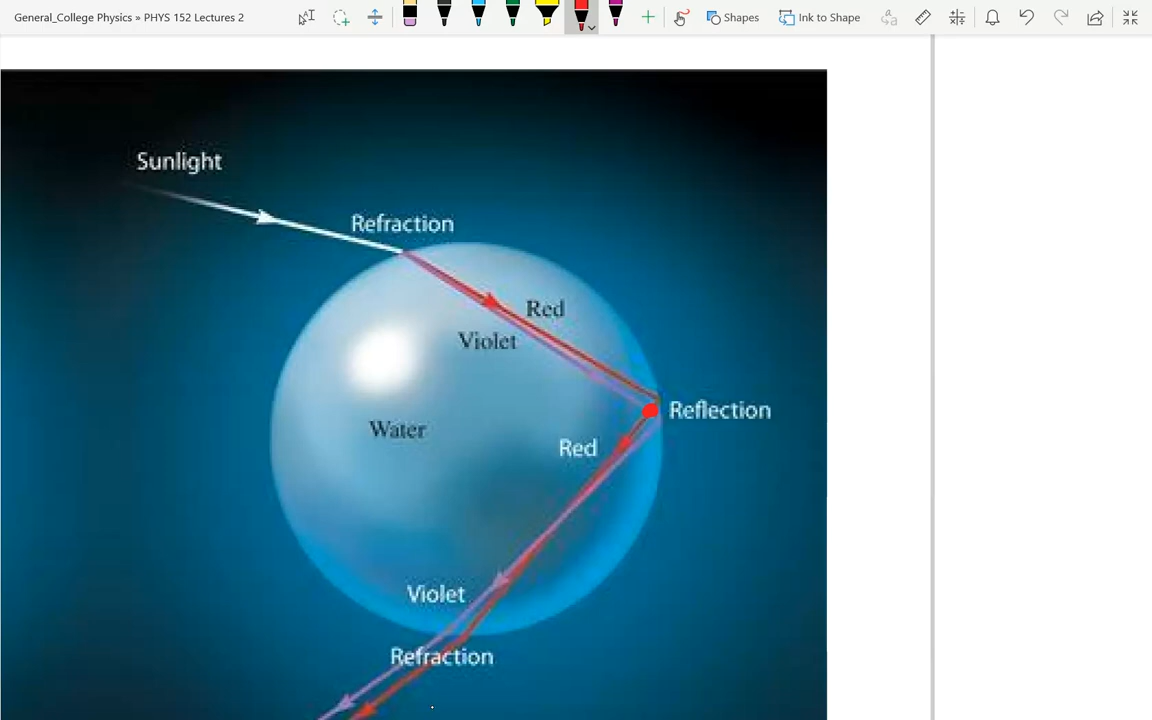 General_College Physics » PHYS 152 Lectures 2
Shapes
Ink to Shape
Sunlight
Refraction
Red
Violet
Water
Reflection
Red
Violet
Refraction